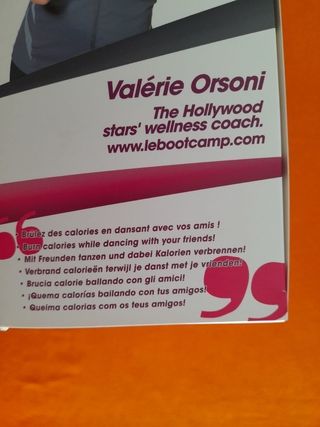 Valérie Orsoni
The Hollywood
stars' wellness coach.
www.lebootcamp.com
• Brûlez des calories en dansant avec vos amis !
• Burn calories while dancing with your friends!
• Mit Freunden tanzen und dabei Kalorien verbrennen!
• Verbrand calorieën terwijl je danst met je vrienden!
• Brucia calorie ballando con gli amici!
• ¡Quema calorías bailando con tus amigos!
• Queima calorias com os teus amigos!